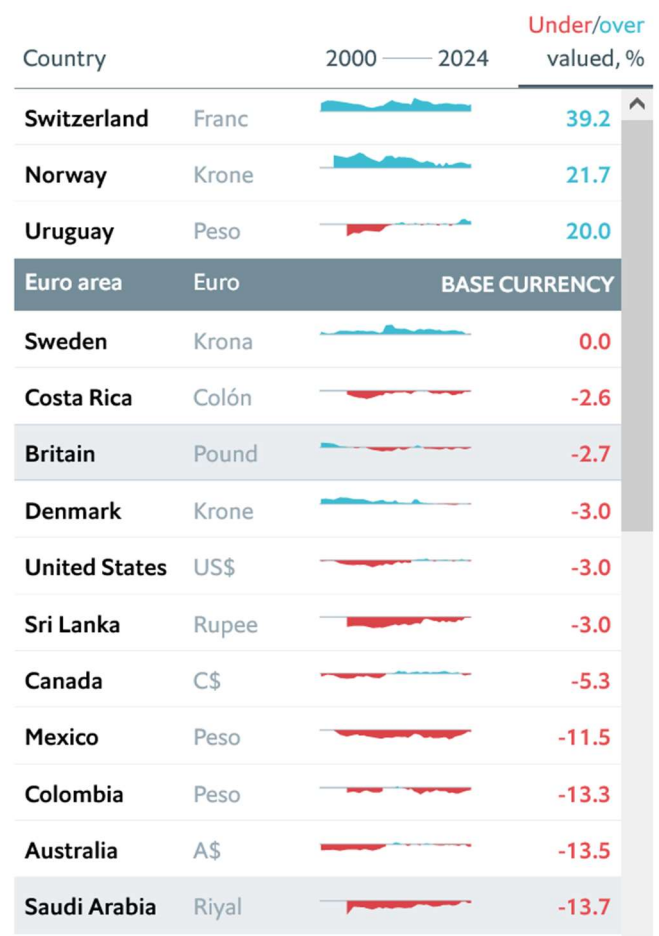 Under/over
Country 2000 2024 valued, %
Switzerland Franc 39.2
Norway Krone 21.7
Uruguay Peso 20.0
Euro area Euro BASE CURRENCY
Sweden Krona 0.0
Costa Rica Colón -2.6
Britain Pound -2.7
Denmark Krone -3.0
United States US$ -3.0
Sri Lanka Rupee -3.0
Canada C$ -5.3
Mexico Peso -11.5
Colombia Peso -13.3
Australia A$ -13.5
Saudi Arabia Riyal -13.7